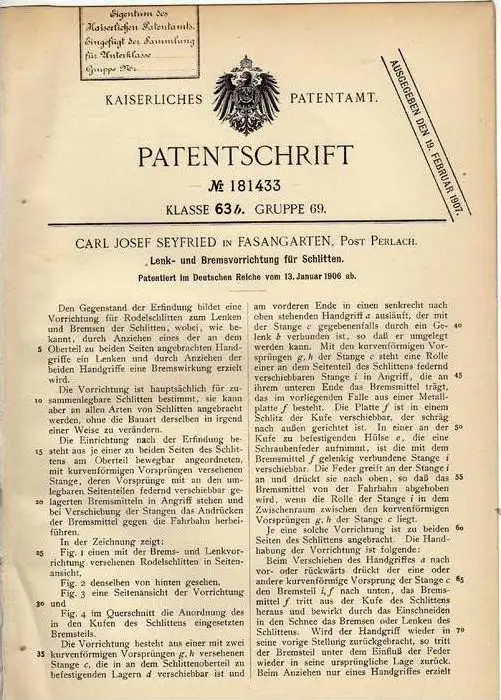 Eigentum des
Kaiserlichen Patentamts.
Eingefügt der Sammlung
für Unterklasse
Gruppe Nr.
KAISERLICHES PATENTAMT.
AUSGEGEBEN DEN 19. FEBRUAR 1907.
PATENTSCHRIFT
— № 181433 —
KLASSE 63b. GRUPPE 69.
CARL JOSEF SEYFRIED IN FASANGARTEN, POST PERLACH.
Lenk- und Bremsvorrichtung für Schlitten.
Patentiert im Deutschen Reiche vom 13. Januar 1906 ab.
Den Gegenstand der Erfindung bildet eine
Vorrichtung für Rodelschlitten zum Lenken
und Bremsen der Schlitten, wobei, wie be-
kannt, durch Anziehen eines der an dem
5 Oberteil zu beiden Seiten angebrachten Hand-
griffe ein Lenken und durch Anziehen der
beiden Handgriffe eine Bremswirkung erzielt
wird.
Die Vorrichtung ist hauptsächlich für zu-
10 sammenlegbare Schlitten bestimmt, sie kann
aber an allen Arten von Schlitten angebracht
werden, ohne die Bauart derselben in irgend
einer Weise zu verändern.
Die Einrichtung nach der Erfindung be-
15 steht aus je einer zu beiden Seiten des Schlit-
tens am Oberteil beweglich angeordneten,
mit kurvenförmigen Vorsprüngen versehenen
Stange, deren Vorsprünge mit an den um-
legbaren Seitenteilen federnd verschiebbar ge-
20 lagerten Bremsmitteln in Angriff stehen und
bei Verschiebung der Stangen das Andrücken
der Bremsmittel gegen die Fahrbahn herbei-
führen.
In der Zeichnung zeigt:
25 Fig. 1 einen mit der Brems- und Lenkvor-
richtung versehenen Rodelschlitten in Seiten-
ansicht,
Fig. 2 denselben von hinten gesehen,
Fig. 3 eine Seitenansicht der Vorrichtung
30 und
Fig. 4 im Querschnitt die Anordnung des
in den Kufen des Schlittens eingesetzten
Bremsteils.
Die Vorrichtung besteht aus einer mit zwei
35 kurvenförmigen Vorsprüngen g, h versehenen
Stange c, die in am Schlittenoberteil zu be-
festigenden Lagern d verschiebbar ist und
am vorderen Ende in einen senkrecht nach
oben stehenden Handgriff a ausläuft, der mit
der Stange c gegebenenfalls durch ein Ge- 40
lenk b verbunden ist, so daß er umgelegt
werden kann. Mit den kurvenförmigen Vor-
sprüngen g, h der Stange c steht eine Rolle
einer an dem Seitenteil des Schlittens federnd
verschiebbaren Stange i in Angriff, die an 45
ihrem unteren Ende das Bremsmittel trägt,
das im vorliegenden Falle aus einer Metall-
platte f besteht. Die Platte f ist in einem
Schlitz der Kufe verschiebbar, der schräg
nach außen gerichtet ist. In einer an der 50
Kufe zu befestigenden Hülse e, die eine
Schraubenfeder aufnimmt, ist die mit dem
Bremsmittel f gelenkig verbundene Stange i
verschiebbar. Die Feder greift an der Stange i
an und drückt sie nach oben, so daß das 55
Bremsmittel von der Fahrbahn abgehoben
wird, wenn die Rolle der Stange i in dem
Zwischenraum zwischen den kurvenförmigen
Vorsprüngen g, h der Stange c liegt.
Je eine solche Vorrichtung ist zu beiden 60
Seiten des Schlittens angebracht. Die Hand-
habung der Vorrichtung ist folgende:
Beim Verschieben des Handgriffes a nach
vor- oder rückwärts drückt der eine oder
andere kurvenförmige Vorsprung der Stange c 65
den Bremsteil i, f nach unten, das Brems-
mittel f tritt aus der Kufe des Schlittens
heraus und bewirkt durch das Einschneiden
in den Schnee das Bremsen oder Lenken des
Schlittens. Wird der Handgriff wieder in 70
seine vorige Stellung zurückgebracht, so tritt
der Bremsteil unter dem Einfluß der Feder
wieder in seine ursprüngliche Lage zurück.
Beim Anziehen nur eines Handgriffes erzielt